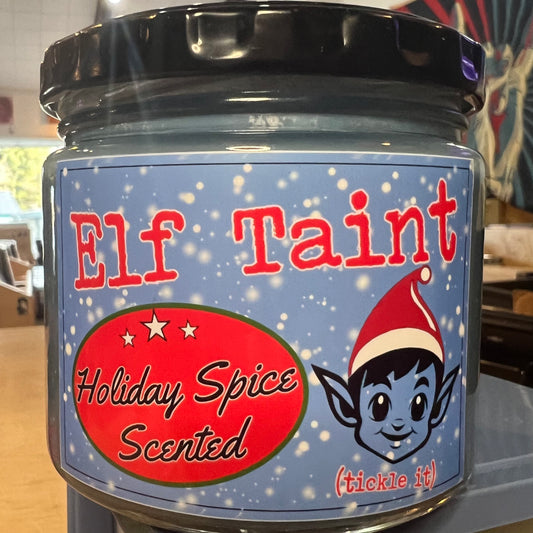 Elf Taint
Holiday Spice
Scented
(tickle it)